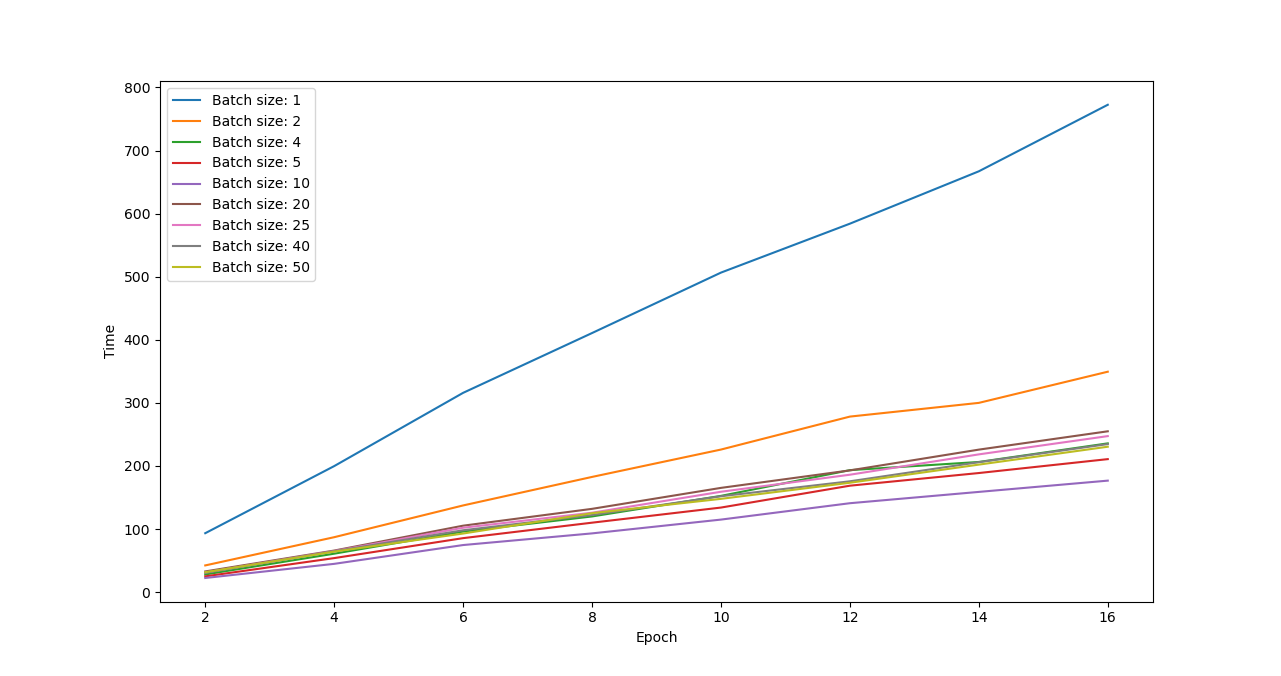 800
700
600
500
400
300
200
100
0
Time
Batch size: 1
Batch size: 2
Batch size: 4
Batch size: 5
Batch size: 10
Batch size: 20
Batch size: 25
Batch size: 40
Batch size: 50
2 4 6 8 10 12 14 16
Epoch